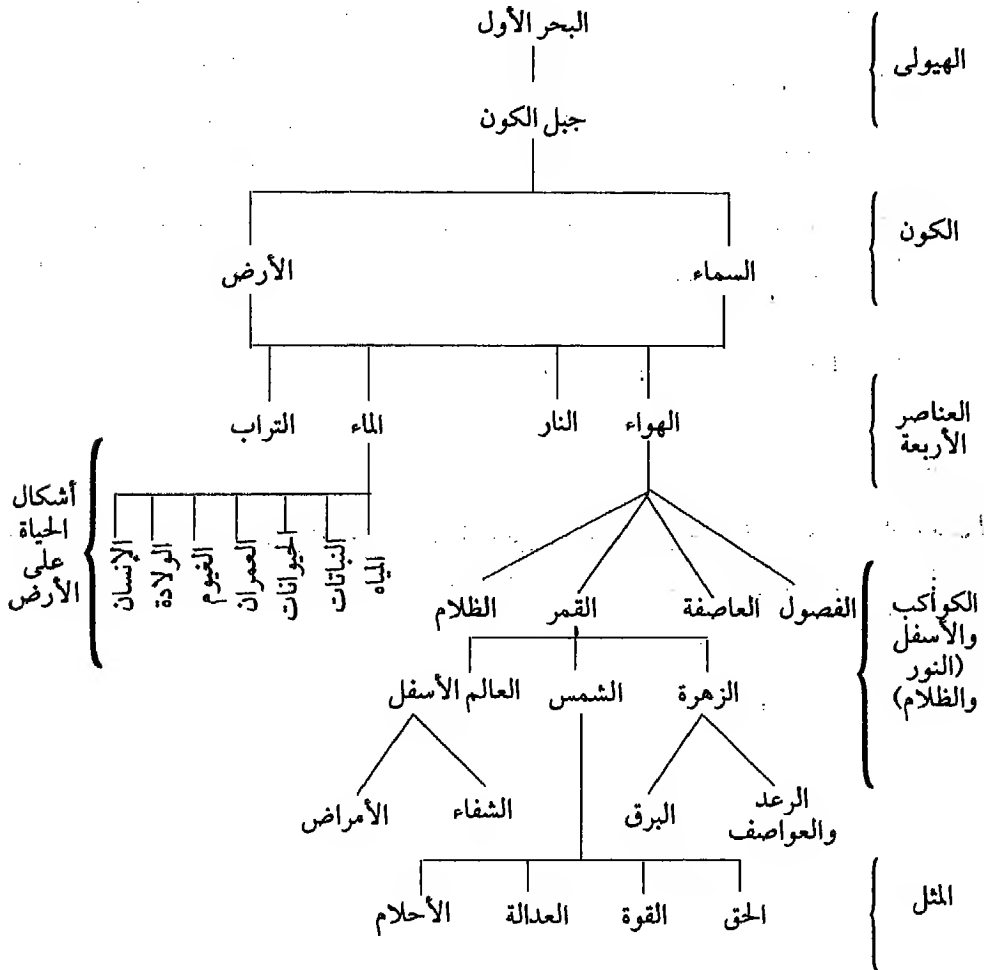 البحر الأول
الهيولى
جبل الكون
الكون
السماء
الأرض
العناصر
الأربعة
الهواء
النار
الماء
التراب
أشكال
الحياة
على
الأرض
المياه
النباتات
الحيوانات
العمران
الغيوم
الولادة
الإنسان
الكواكب
والأسفل
(النور
والظلام)
الفصول
العاصفة
القمر
الظلام
الزهرة
الشمس
العالم الأسفل
الرعد
والعواصف
البرق
الشفاء
الأمراض
المثل
الحق
القوة
العدالة
الأحلام